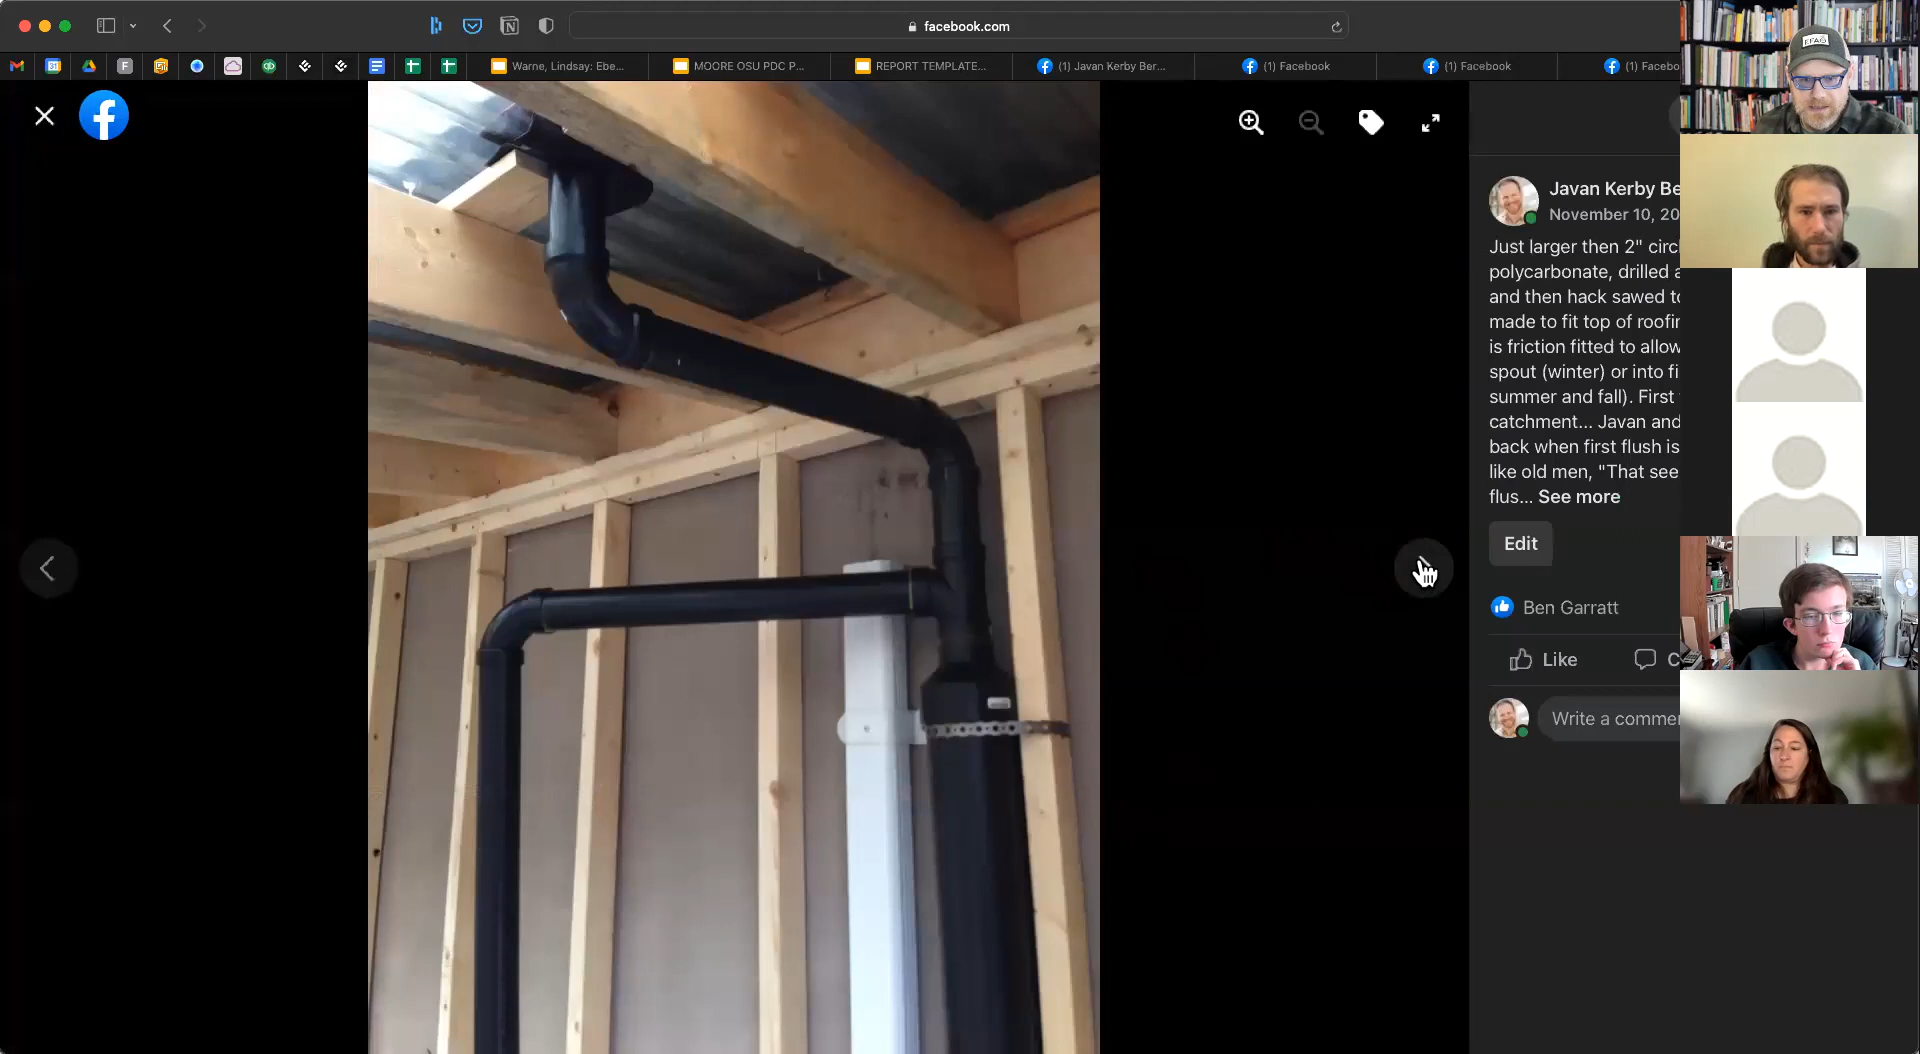 facebook.com
Warne, Lindsay: Ebe...
MOORE OSU PDC P...
REPORT TEMPLATE...
(1) Javan Kerby Ber...
(1) Facebook
(1) Facebook
(1) Facebo
Javan Kerby Be
November 10, 20
Just larger then 2" circ
polycarbonate, drilled a
and then hack sawed to
made to fit top of roofin
is friction fitted to allow
spout (winter) or into fi
summer and fall). First
catchment... Javan and
back when first flush is
like old men, "That see
flus... See more
Edit
Ben Garratt
Like
C
Write a comme